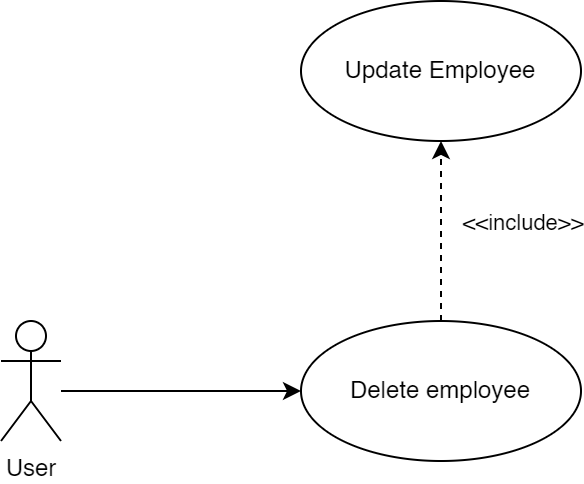 Update Employee
<<include>>
Delete employee
User